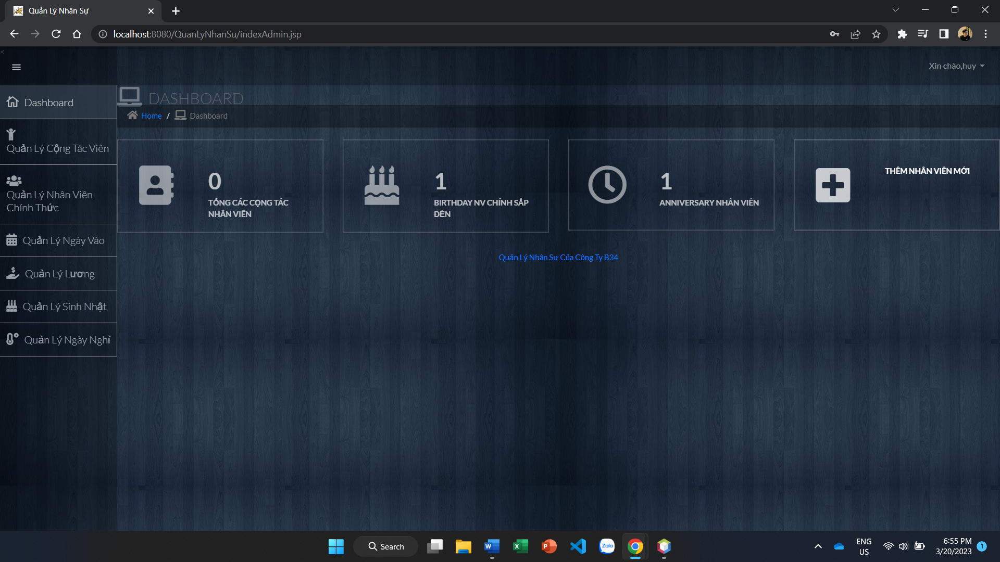 Quản Lý Nhân Sự
localhost:8080/QuanLyNhanSu/indexAdmin.jsp
<
Xin chào,huy
Dashboard
Quản Lý Cộng Tác Viên
Quản Lý Nhân Viên
Chính Thức
Quản Lý Ngày Vào
Quản Lý Lương
Quản Lý Sinh Nhật
Quản Lý Ngày Nghỉ
DASHBOARD
Home / Dashboard
0
TỔNG CÁC CỘNG TÁC
NHÂN VIÊN
1
BIRTHDAY NV CHÍNH SẮP
ĐẾN
1
ANNIVERSARY NHÂN VIÊN
THÊM NHÂN VIÊN MỚI
Quản Lý Nhân Sự Của Công Ty B34
Search
W
X
P
Zalo
ENG
US
6:55 PM
3/20/2023
1